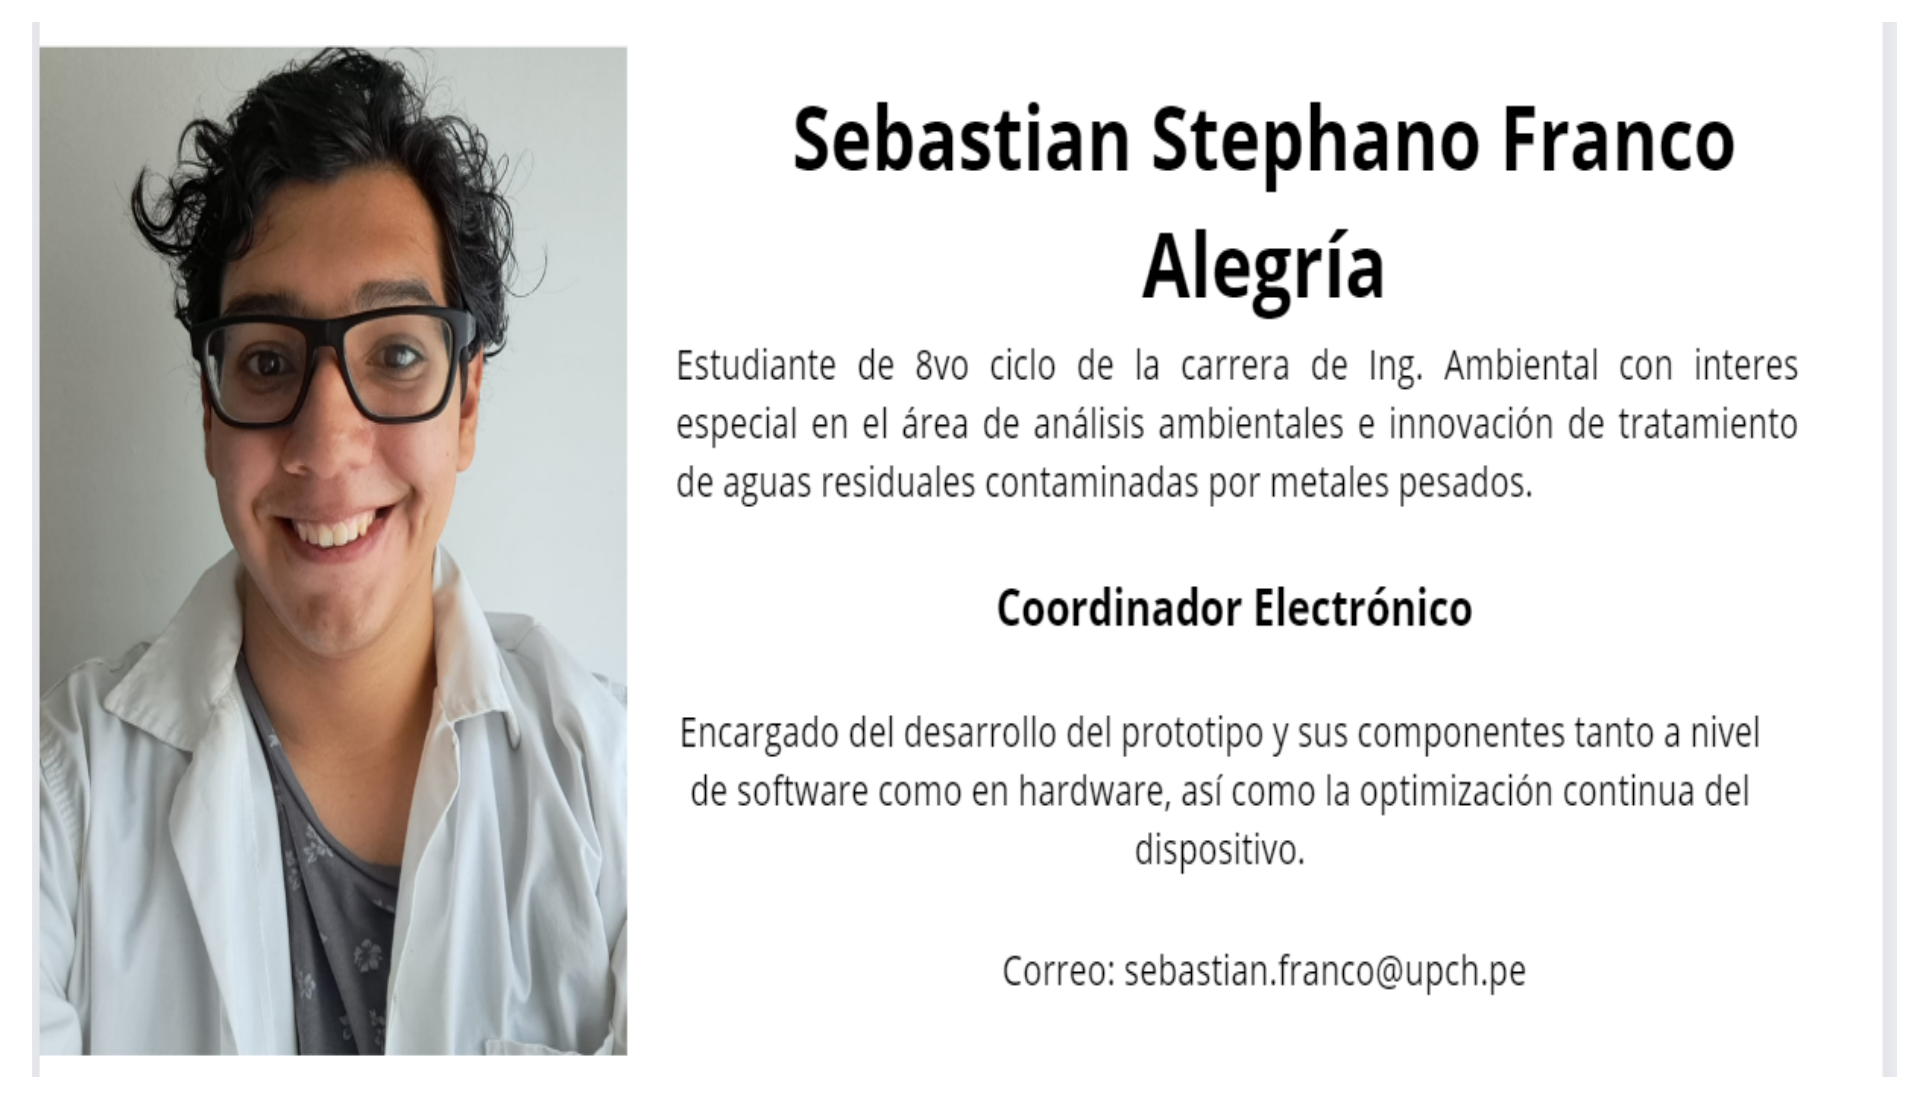 Sebastian Stephano Franco
Alegría
Estudiante de 8vo ciclo de la carrera de Ing. Ambiental con interes
especial en el área de análisis ambientales e innovación de tratamiento
de aguas residuales contaminadas por metales pesados.
Coordinador Electrónico
Encargado del desarrollo del prototipo y sus componentes tanto a nivel
de software como en hardware, así como la optimización continua del
dispositivo.
Correo: sebastian.franco@upch.pe